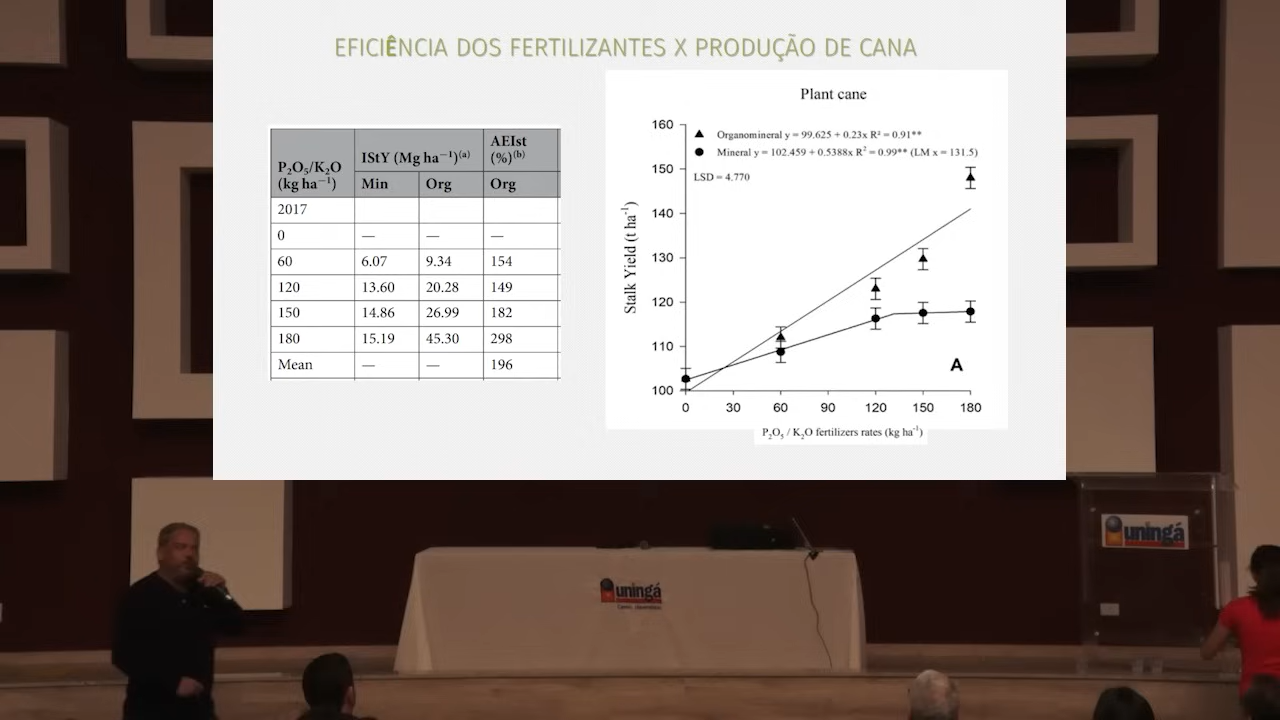 EFICIÊNCIA DOS FERTILIZANTES X PRODUÇÃO DE CANA
P₂O₅/K₂O (kg ha⁻¹) IStY (Mg ha⁻¹)⁽ᵃ⁾ AEIst (%)⁽ᵇ⁾
Min Org Org
2017
0 — — —
60 6.07 9.34 154
120 13.60 20.28 149
150 14.86 26.99 182
180 15.19 45.30 298
Mean — — 196
Plant cane
Organomineral y = 99.625 + 0.23x R² = 0.91**
Mineral y = 102.459 + 0.5388x R² = 0.99** (LM x = 131.5)
LSD = 4.770
Stalk Yield (t ha⁻¹)
160
150
140
130
120
110
100
A
0 30 60 90 120 150 180
P₂O₅ / K₂O fertilizers rates (kg ha⁻¹)
uningá
uningá